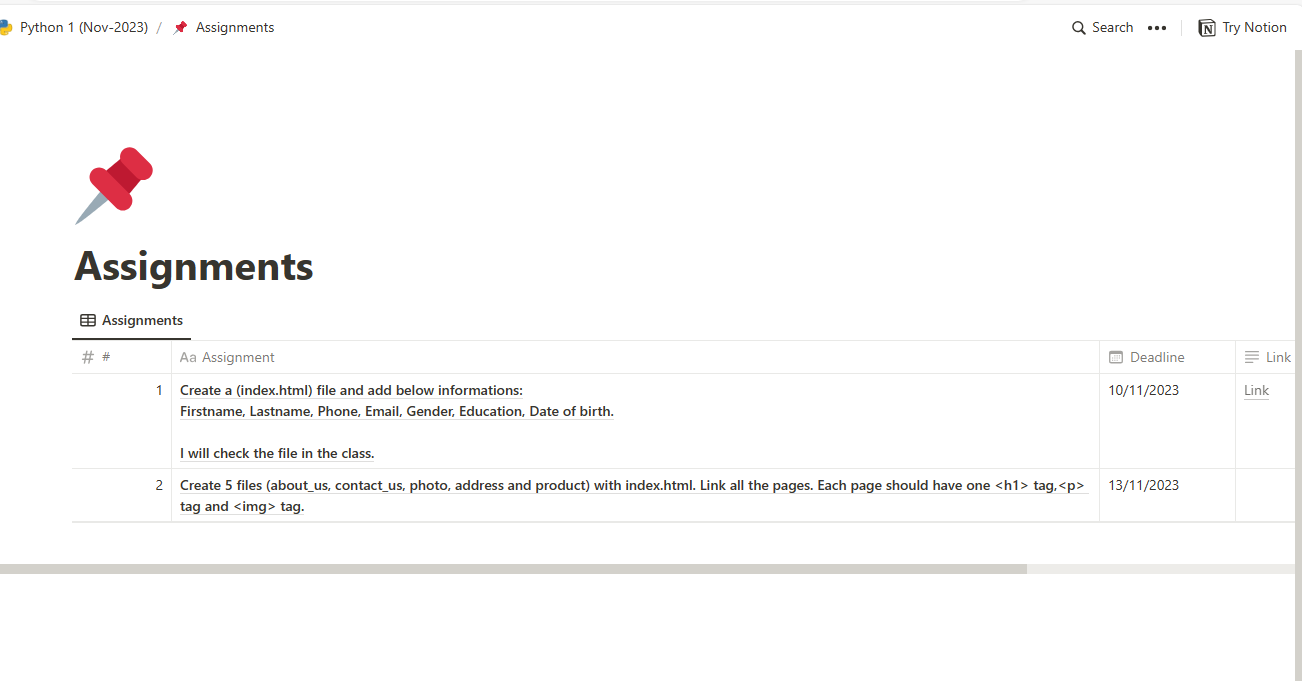 Python 1 (Nov-2023) / Assignments
Search ••• Try Notion
Assignments
Assignments
# # Aa Assignment Deadline Link
1 Create a (index.html) file and add below informations: 10/11/2023 Link
Firstname, Lastname, Phone, Email, Gender, Education, Date of birth.
I will check the file in the class.
2 Create 5 files (about_us, contact_us, photo, address and product) with index.html. Link all the pages. Each page should have one <h1> tag,<p> 13/11/2023
tag and <img> tag.